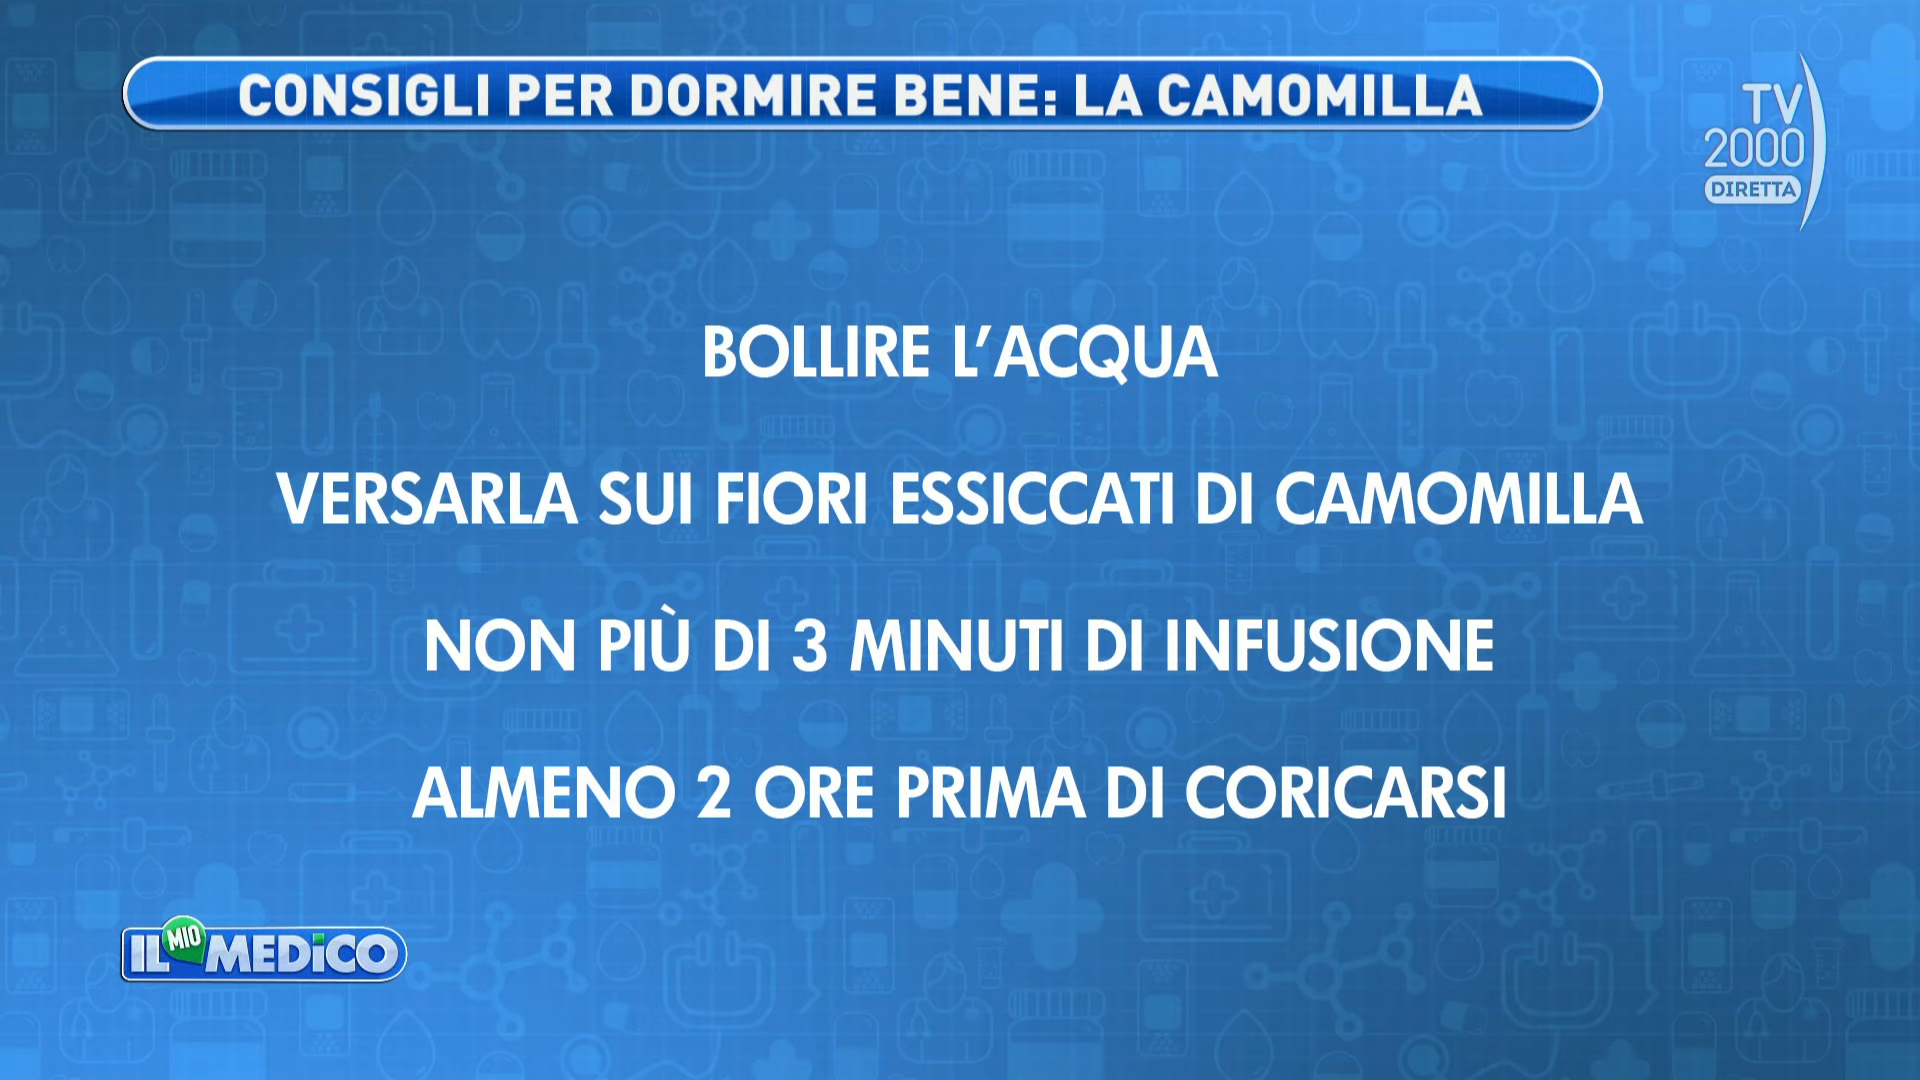 CONSIGLI PER DORMIRE BENE: LA CAMOMILLA
TV
2000
DIRETTA
BOLLIRE L’ACQUA
VERSARLA SUI FIORI ESSICCATI DI CAMOMILLA
NON PIÙ DI 3 MINUTI DI INFUSIONE
ALMENO 2 ORE PRIMA DI CORICARSI
IL MIO MEDICO